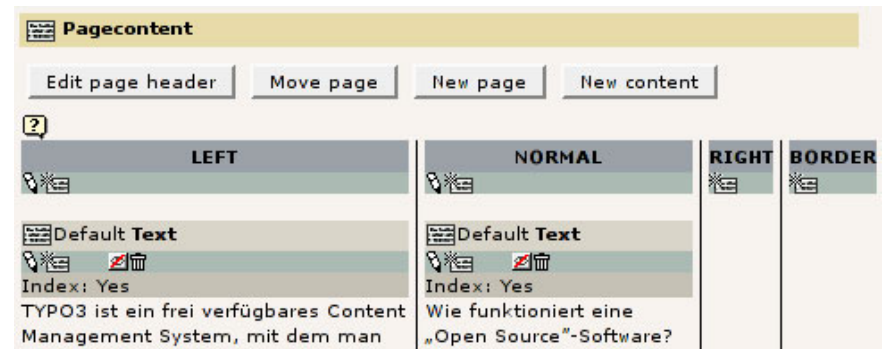 Pagecontent
Edit page header Move page New page New content
?
LEFT NORMAL RIGHT BORDER
Default Text
Index: Yes
TYPO3 ist ein frei verfügbares Content
Management System, mit dem man
Default Text
Index: Yes
Wie funktioniert eine
„Open Source”-Software?